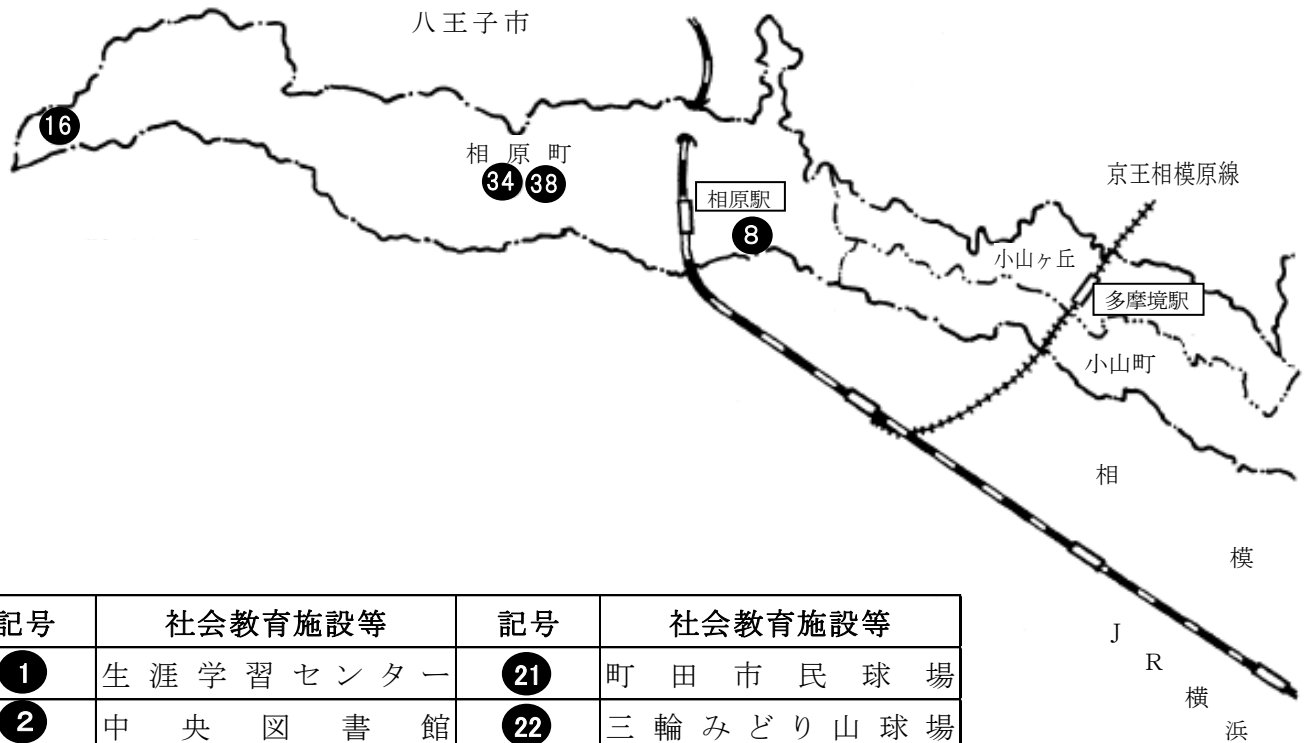 八王子市
16
相原町
34 38
相原駅
8
京王相模原線
小山ヶ丘
多摩境駅
小山町
相
模
J
R
横
浜
記号 社会教育施設等 記号 社会教育施設等
1 生涯学習センター 21 町田市民球場
2 中央図書館 22 三輪みどり山球場